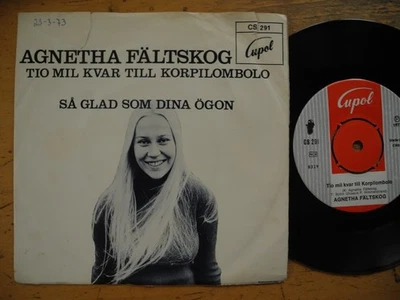 23-3-73
CS 291
Cupol
AGNETHA FÄLTSKOG
TIO MIL KVAR TILL KORPILOMBOLO
SÅ GLAD SOM DINA ÖGON
Cupol
CS 291
Tio mil kvar till Korpilombolo
AGNETHA FÄLTSKOG